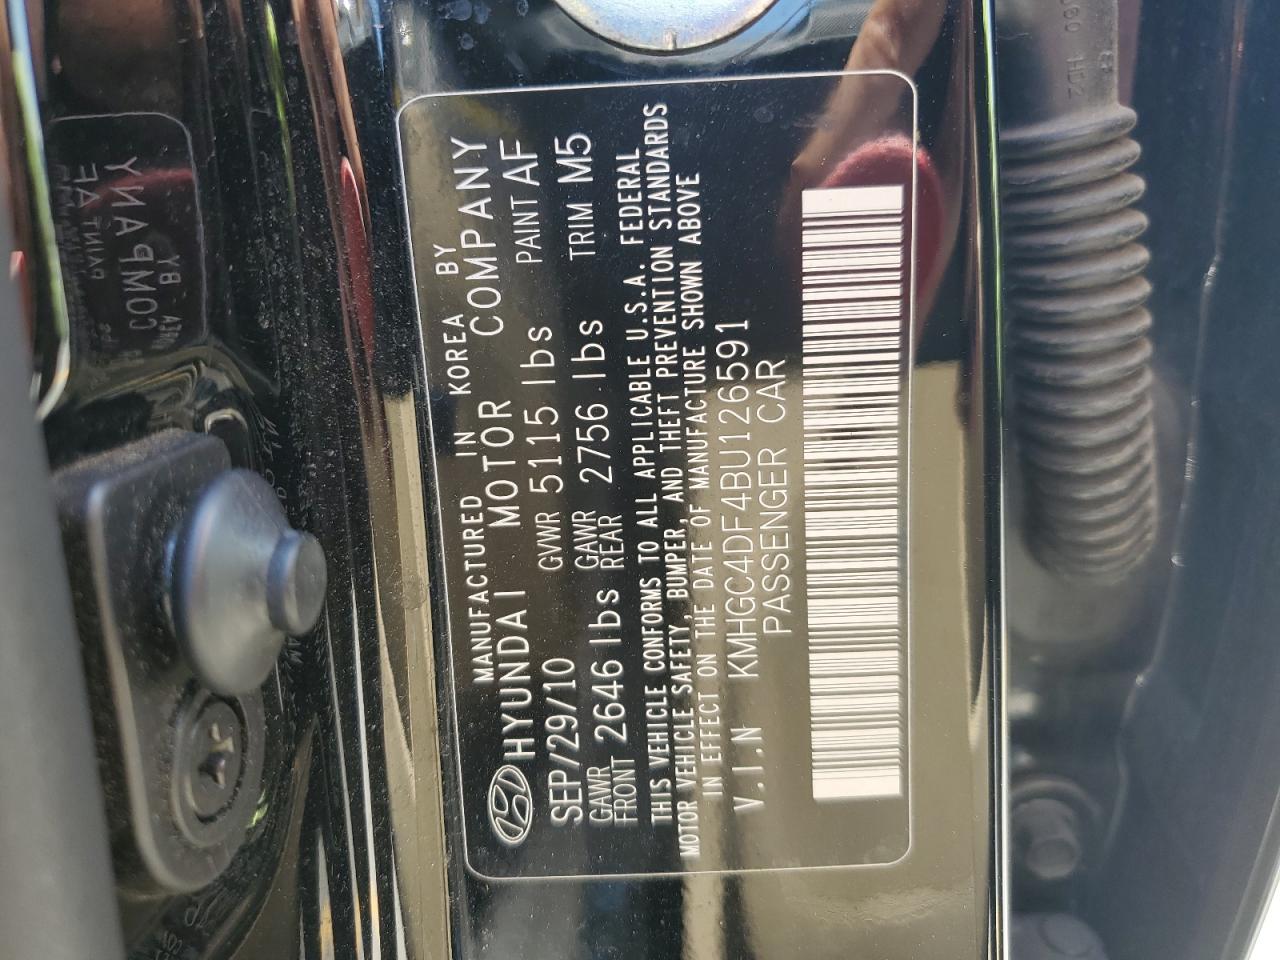 MANUFACTURED IN KOREA BY
HYUNDAI MOTOR COMPANY
SEP/29/10 GVWR 5115 lbs PAINT AF
GAWR FRONT 2646 lbs GAWR REAR 2756 lbs TRIM M5
THIS VEHICLE CONFORMS TO ALL APPLICABLE U.S.A. FEDERAL
MOTOR VEHICLE SAFETY, BUMPER, AND THEFT PREVENTION STANDARDS
IN EFFECT ON THE DATE OF MANUFACTURE SHOWN ABOVE
V.I.N KMHGC4DF4BU126591
PASSENGER CAR